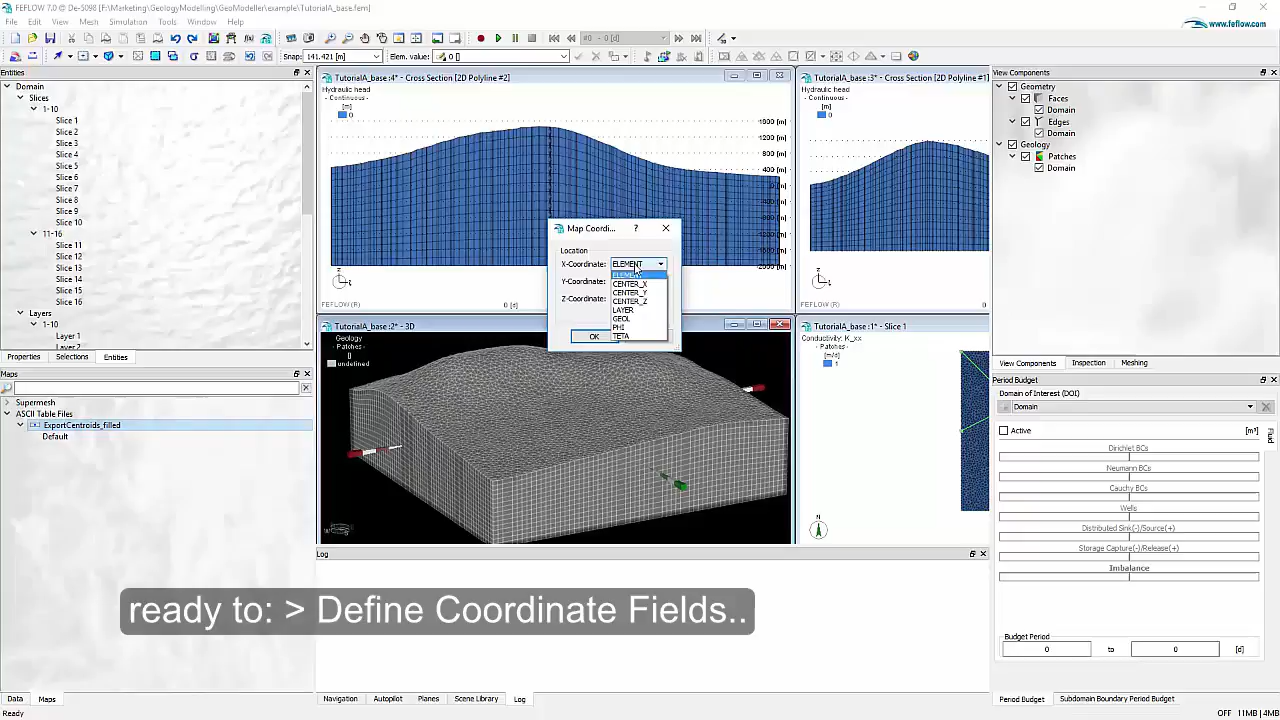 FEFLOW 7.0 @ De-S098 - [F:\Marketing\GeologyModelling\GeoModeller\example\TutorialA_base.fem]
File Edit View Mesh Simulation Tools Window Help
www.feflow.com
Snap: 141.421 m Elem. value: 0 []
#0 - 0 [d]
Entities
Domain
Slices
1-10
Slice 1
Slice 2
Slice 3
Slice 4
Slice 5
Slice 6
Slice 7
Slice 8
Slice 9
Slice 10
11-16
Slice 11
Slice 12
Slice 13
Slice 14
Slice 15
Slice 16
Layers
1-10
Layer 1
Properties Selections Entities
Maps
Supermesh
ASCII Table Files
ExportCentroids_filled
Default
Data Maps
Ready
TutorialA_base :4* - Cross Section [2D Polyline #2]
Hydraulic head
- Continuous -
[m]
0
1200 [m]
800 [m]
400 [m]
FEFLOW (R)
0 [d]
TutorialA_base :3* - Cross Section [2D Polyline #1]
Hydraulic head
- Continuous -
[m]
0
FEFLOW (R)
Map Coordi... ?
Location
X-Coordinate: ELEMENT
Y-Coordinate:
Z-Coordinate:
ELEMENT
CENTER_X
CENTER_Y
CENTER_Z
LAYER
GEOL
PHI
TETA
OK
TutorialA_base :2* - 3D
Geology
- Patches -
[]
undefined
TutorialA_base :1* - Slice 1
Conductivity: K_xx
- Patches -
[m/d]
1
N
Log
ready to: > Define Coordinate Fields..
Navigation Autopilot Planes Scene Library Log
View Components
Geometry
Faces
Domain
Edges
Domain
Geology
Patches
Domain
View Components Inspection Meshing
Period Budget
Domain of Interest (DOI)
Domain
Active [m³]
Fluid
Dirichlet BCs
Neumann BCs
Cauchy BCs
Wells
Distributed Sink(-)/Source(+)
Storage Capture(-)/Release(+)
Imbalance
Budget Period
0 to 0 [d]
Period Budget Subdomain Boundary Period Budget
OFF 11MB | 4MB